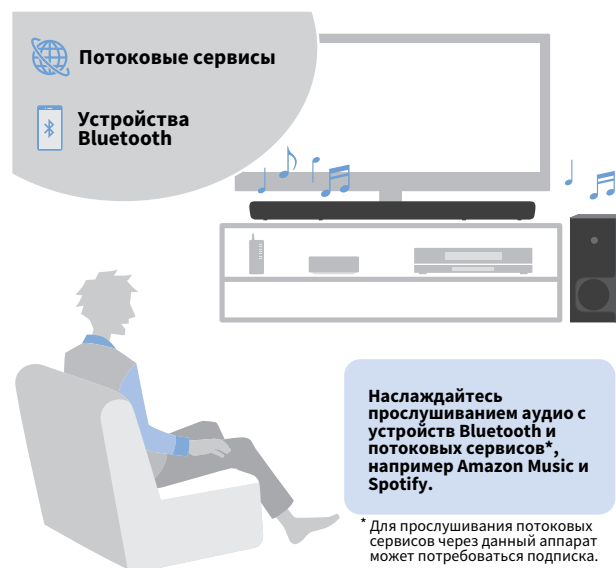 Потоковые сервисы
Устройства
Bluetooth
Наслаждайтесь
прослушиванием аудио с
устройств Bluetooth и
потоковых сервисов*,
например Amazon Music и
Spotify.
* Для прослушивания потоковых
сервисов через данный аппарат
может потребоваться подписка.